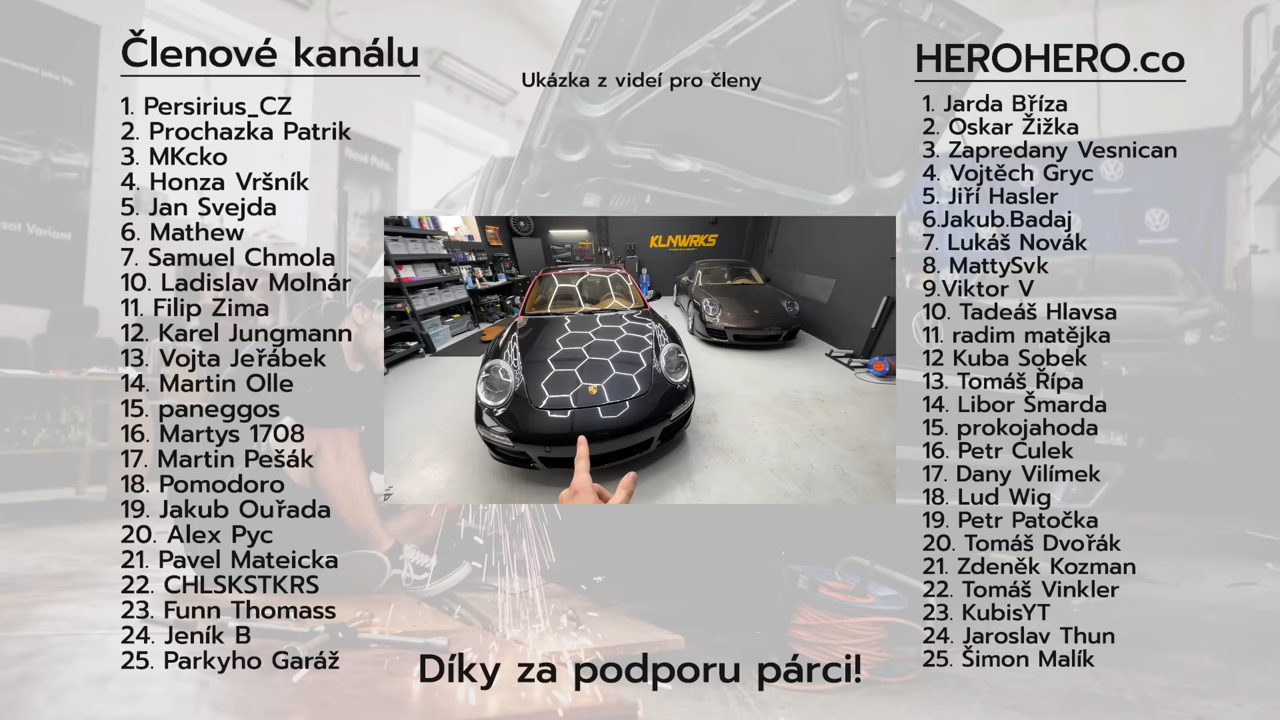 Členové kanálu
1. Persirius_CZ
2. Prochazka Patrik
3. MKcko
4. Honza Vršník
5. Jan Svejda
6. Mathew
7. Samuel Chmola
10. Ladislav Molnár
11. Filip Zima
12. Karel Jungmann
13. Vojta Jeřábek
14. Martin Olle
15. paneggos
16. Martys 1708
17. Martin Pešák
18. Pomodoro
19. Jakub Ouřada
20. Alex Pyc
21. Pavel Mateicka
22. CHLSKSTKRS
23. Funn Thomass
24. Jeník B
25. Parkyho Garáž
Ukázka z videí pro členy
KLNWRKS
Díky za podporu párci!
HEROHERO.co
1. Jarda Bříza
2. Oskar Žižka
3. Zapredany Vesnican
4. Vojtěch Gryc
5. Jiří Hasler
6.Jakub.Badaj
7. Lukáš Novák
8. MattySvk
9.Viktor V
10. Tadeáš Hlavsa
11. radim matějka
12 Kuba Sobek
13. Tomáš Řípa
14. Libor Šmarda
15. prokojahoda
16. Petr Culek
17. Dany Vilímek
18. Lud Wig
19. Petr Patočka
20. Tomáš Dvořák
21. Zdeněk Kozman
22. Tomáš Vinkler
23. KubisYT
24. Jaroslav Thun
25. Šimon Malík